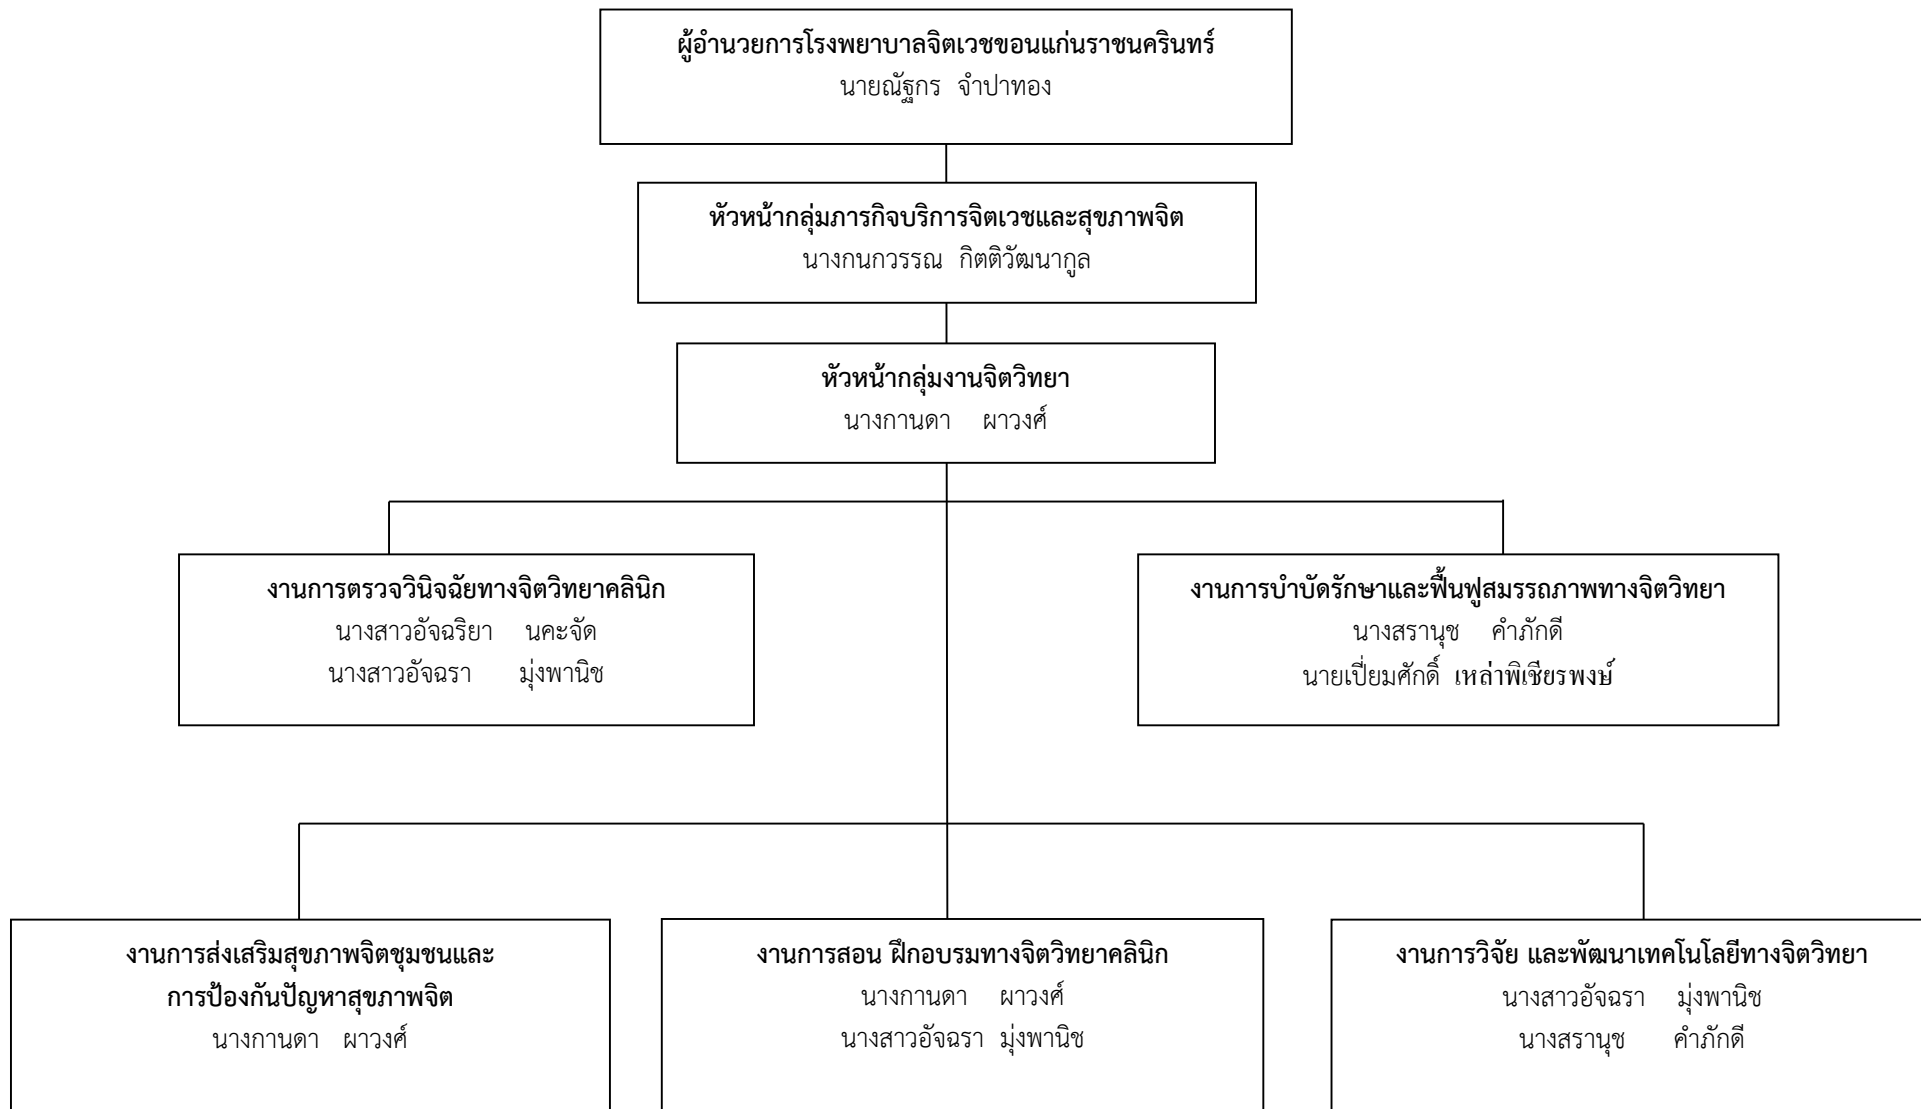 ผู้อำนวยการโรงพยาบาลจิตเวชขอนแก่นราชนครินทร์
นายณัฐกร จำปาทอง
หัวหน้ากลุ่มภารกิจบริการจิตเวชและสุขภาพจิต
นางกนกวรรณ กิตติวัฒนากูล
หัวหน้ากลุ่มงานจิตวิทยา
นางกานดา ผาวงศ์
งานการตรวจวินิจฉัยทางจิตวิทยาคลินิก
นางสาวอัจฉริยา นคะจัด
นางสาวอัจฉรา มุ่งพานิช
งานการบำบัดรักษาและฟื้นฟูสมรรถภาพทางจิตวิทยา
นางสรานุช คำภักดี
นายเปี่ยมศักดิ์ เหล่าพิเชียรพงษ์
งานการส่งเสริมสุขภาพจิตชุมชนและ
การป้องกันปัญหาสุขภาพจิต
นางกานดา ผาวงศ์
งานการสอน ฝึกอบรมทางจิตวิทยาคลินิก
นางกานดา ผาวงศ์
นางสาวอัจฉรา มุ่งพานิช
งานการวิจัย และพัฒนาเทคโนโลยีทางจิตวิทยา
นางสาวอัจฉรา มุ่งพานิช
นางสรานุช คำภักดี